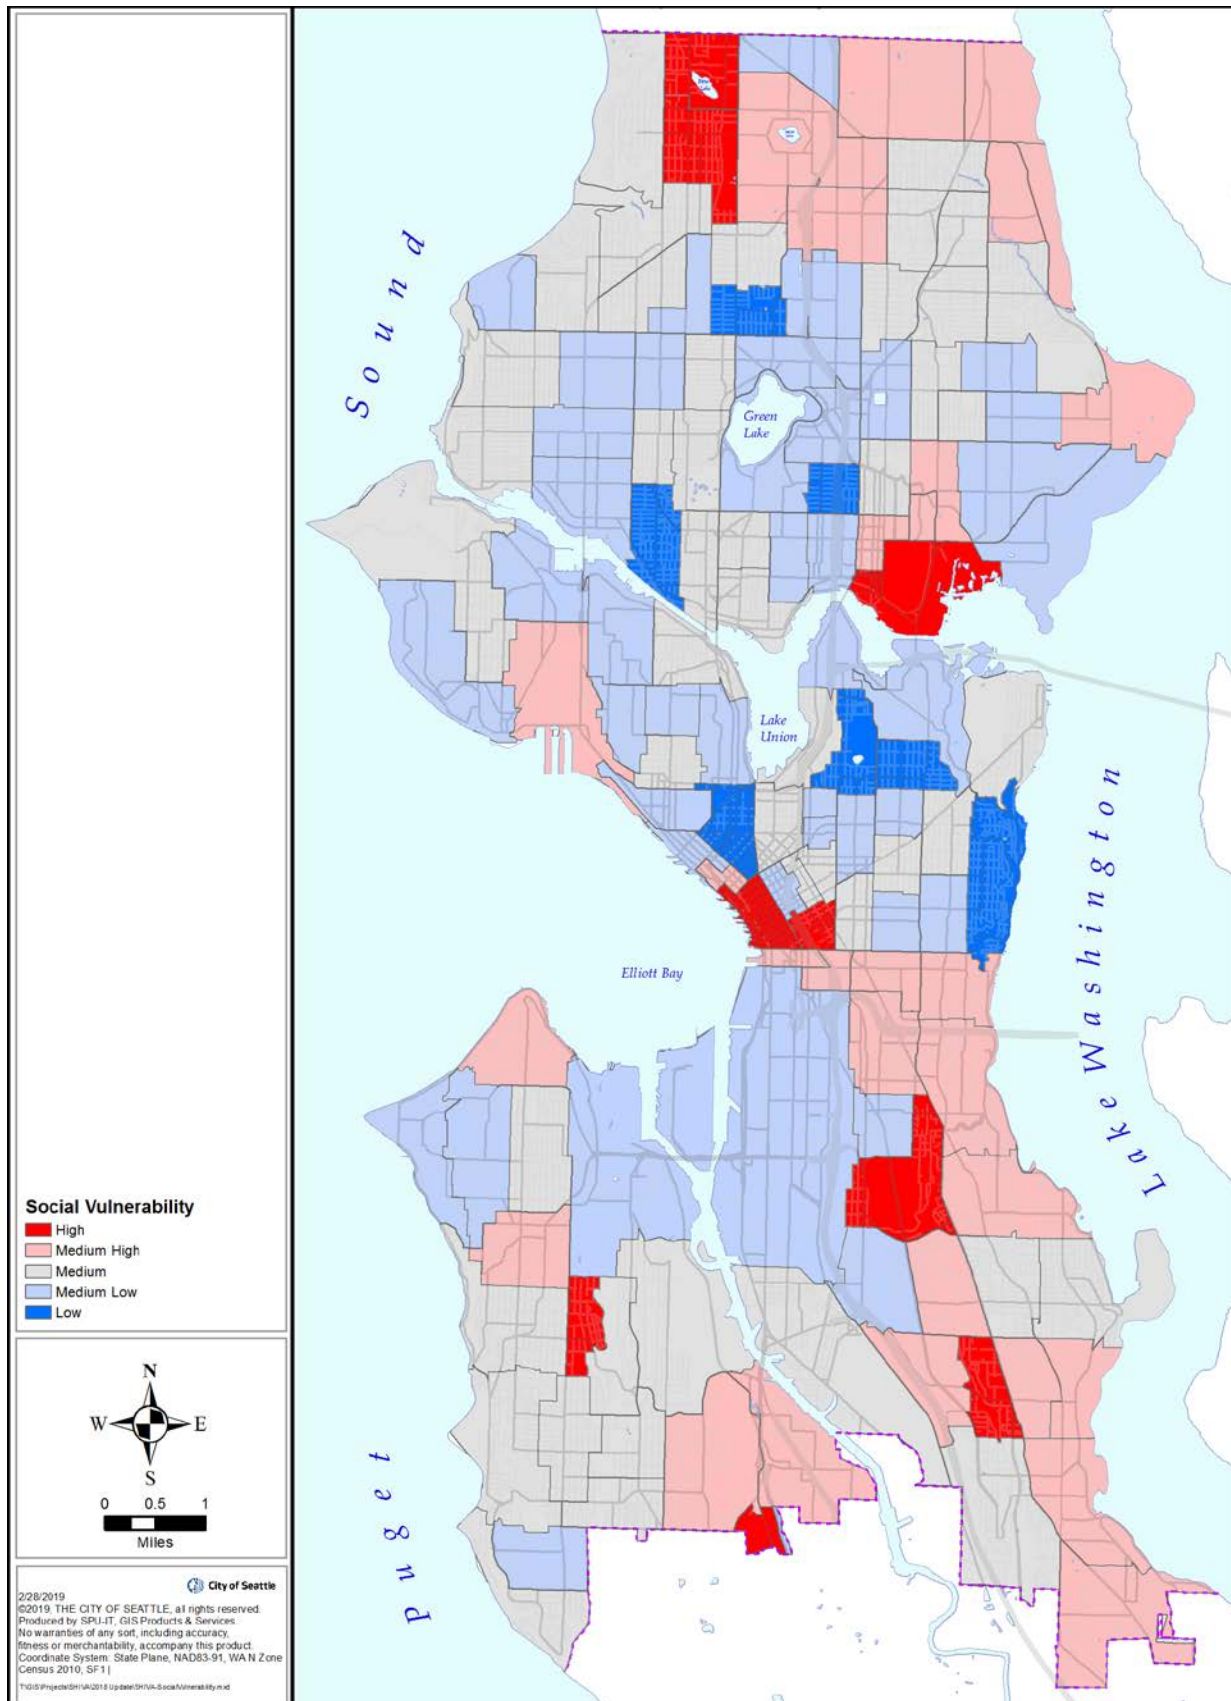 Sound
Green
Lake
Lake
Union
Elliott Bay
Lake Washington
Puget
Social Vulnerability
High
Medium High
Medium
Medium Low
Low
N
W E
S
0 0.5 1
Miles
City of Seattle
2/28/2019
©2019, THE CITY OF SEATTLE, all rights reserved.
Produced by SPU-IT, GIS Products & Services.
No warranties of any sort, including accuracy,
fitness or merchantability, accompany this product.
Coordinate System: State Plane, NAD83-91, WA N Zone
Census 2010, SF1 |